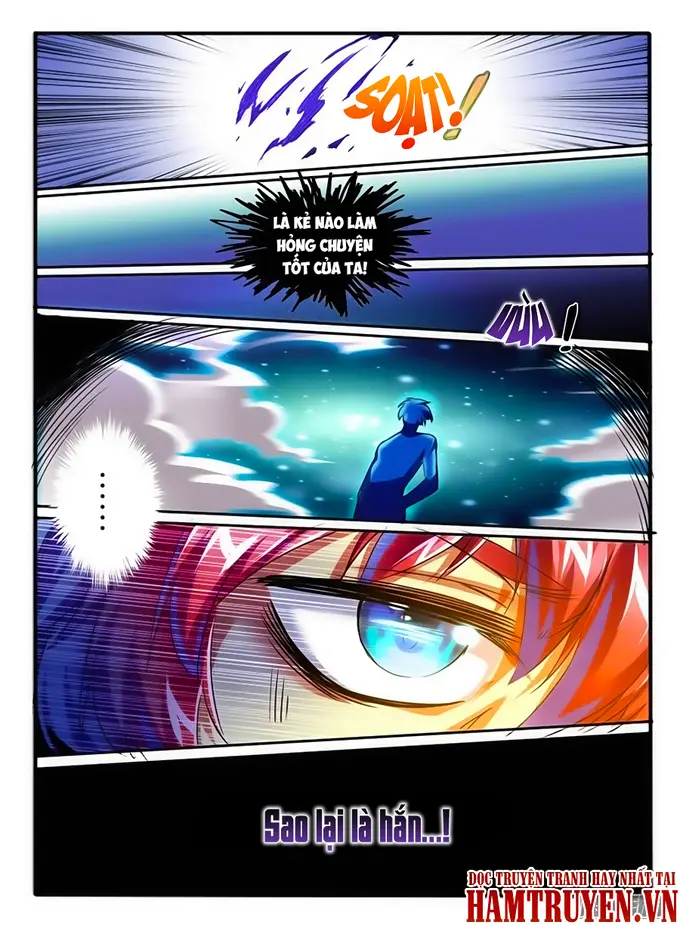 SOẠT!!
LÀ KẺ NÀO LÀM
HỎNG CHUYỆN
TỐT CỦA TA!
VÙÙ!
......
Sao lại là hắn...!
ĐỌC TRUYỆN TRANH HAY NHẤT TẠI
HAMTRUYEN.VN